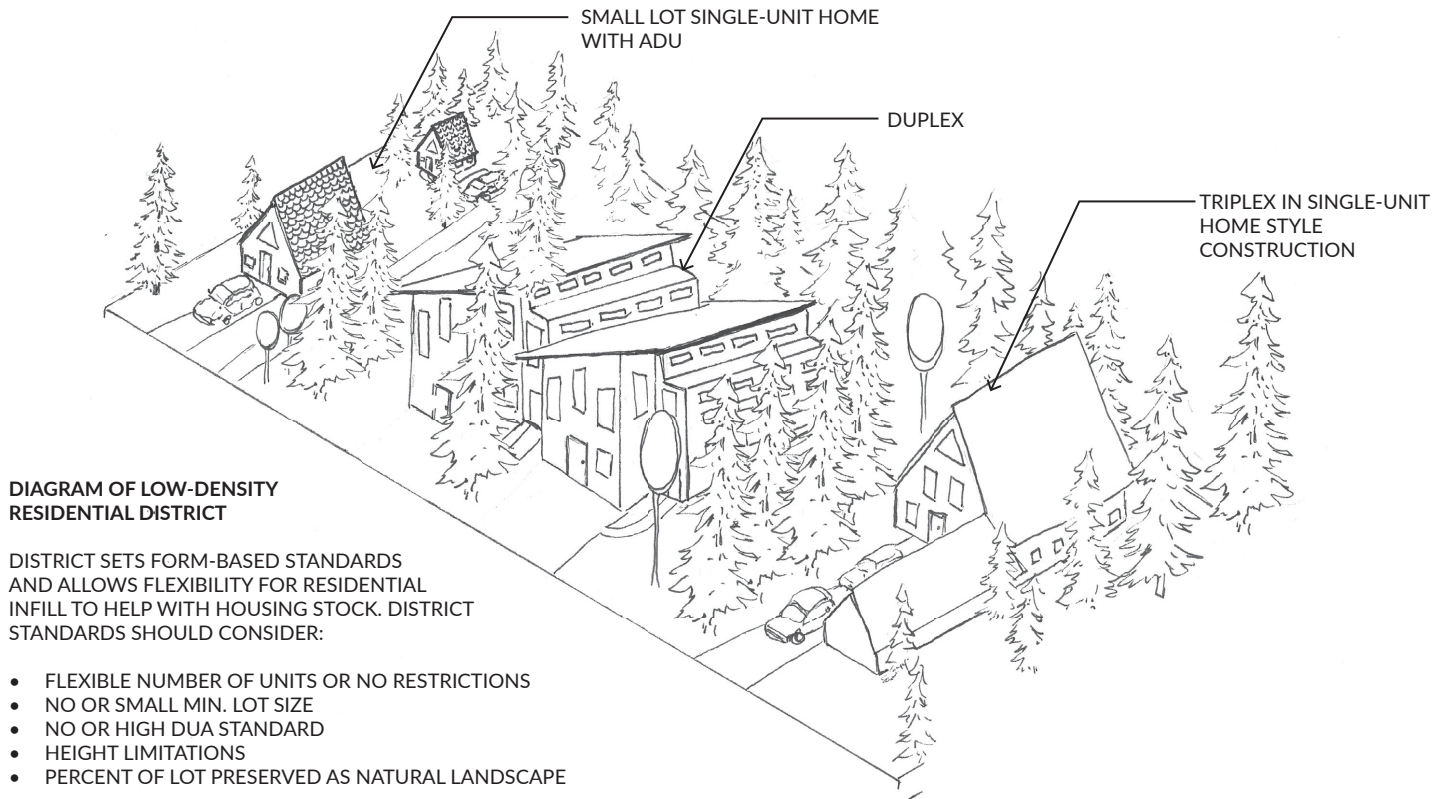 SMALL LOT SINGLE-UNIT HOME
WITH ADU
DUPLEX
TRIPLEX IN SINGLE-UNIT
HOME STYLE
CONSTRUCTION
DIAGRAM OF LOW-DENSITY
RESIDENTIAL DISTRICT
DISTRICT SETS FORM-BASED STANDARDS
AND ALLOWS FLEXIBILITY FOR RESIDENTIAL
INFILL TO HELP WITH HOUSING STOCK. DISTRICT
STANDARDS SHOULD CONSIDER:
• FLEXIBLE NUMBER OF UNITS OR NO RESTRICTIONS
• NO OR SMALL MIN. LOT SIZE
• NO OR HIGH DUA STANDARD
• HEIGHT LIMITATIONS
• PERCENT OF LOT PRESERVED AS NATURAL LANDSCAPE